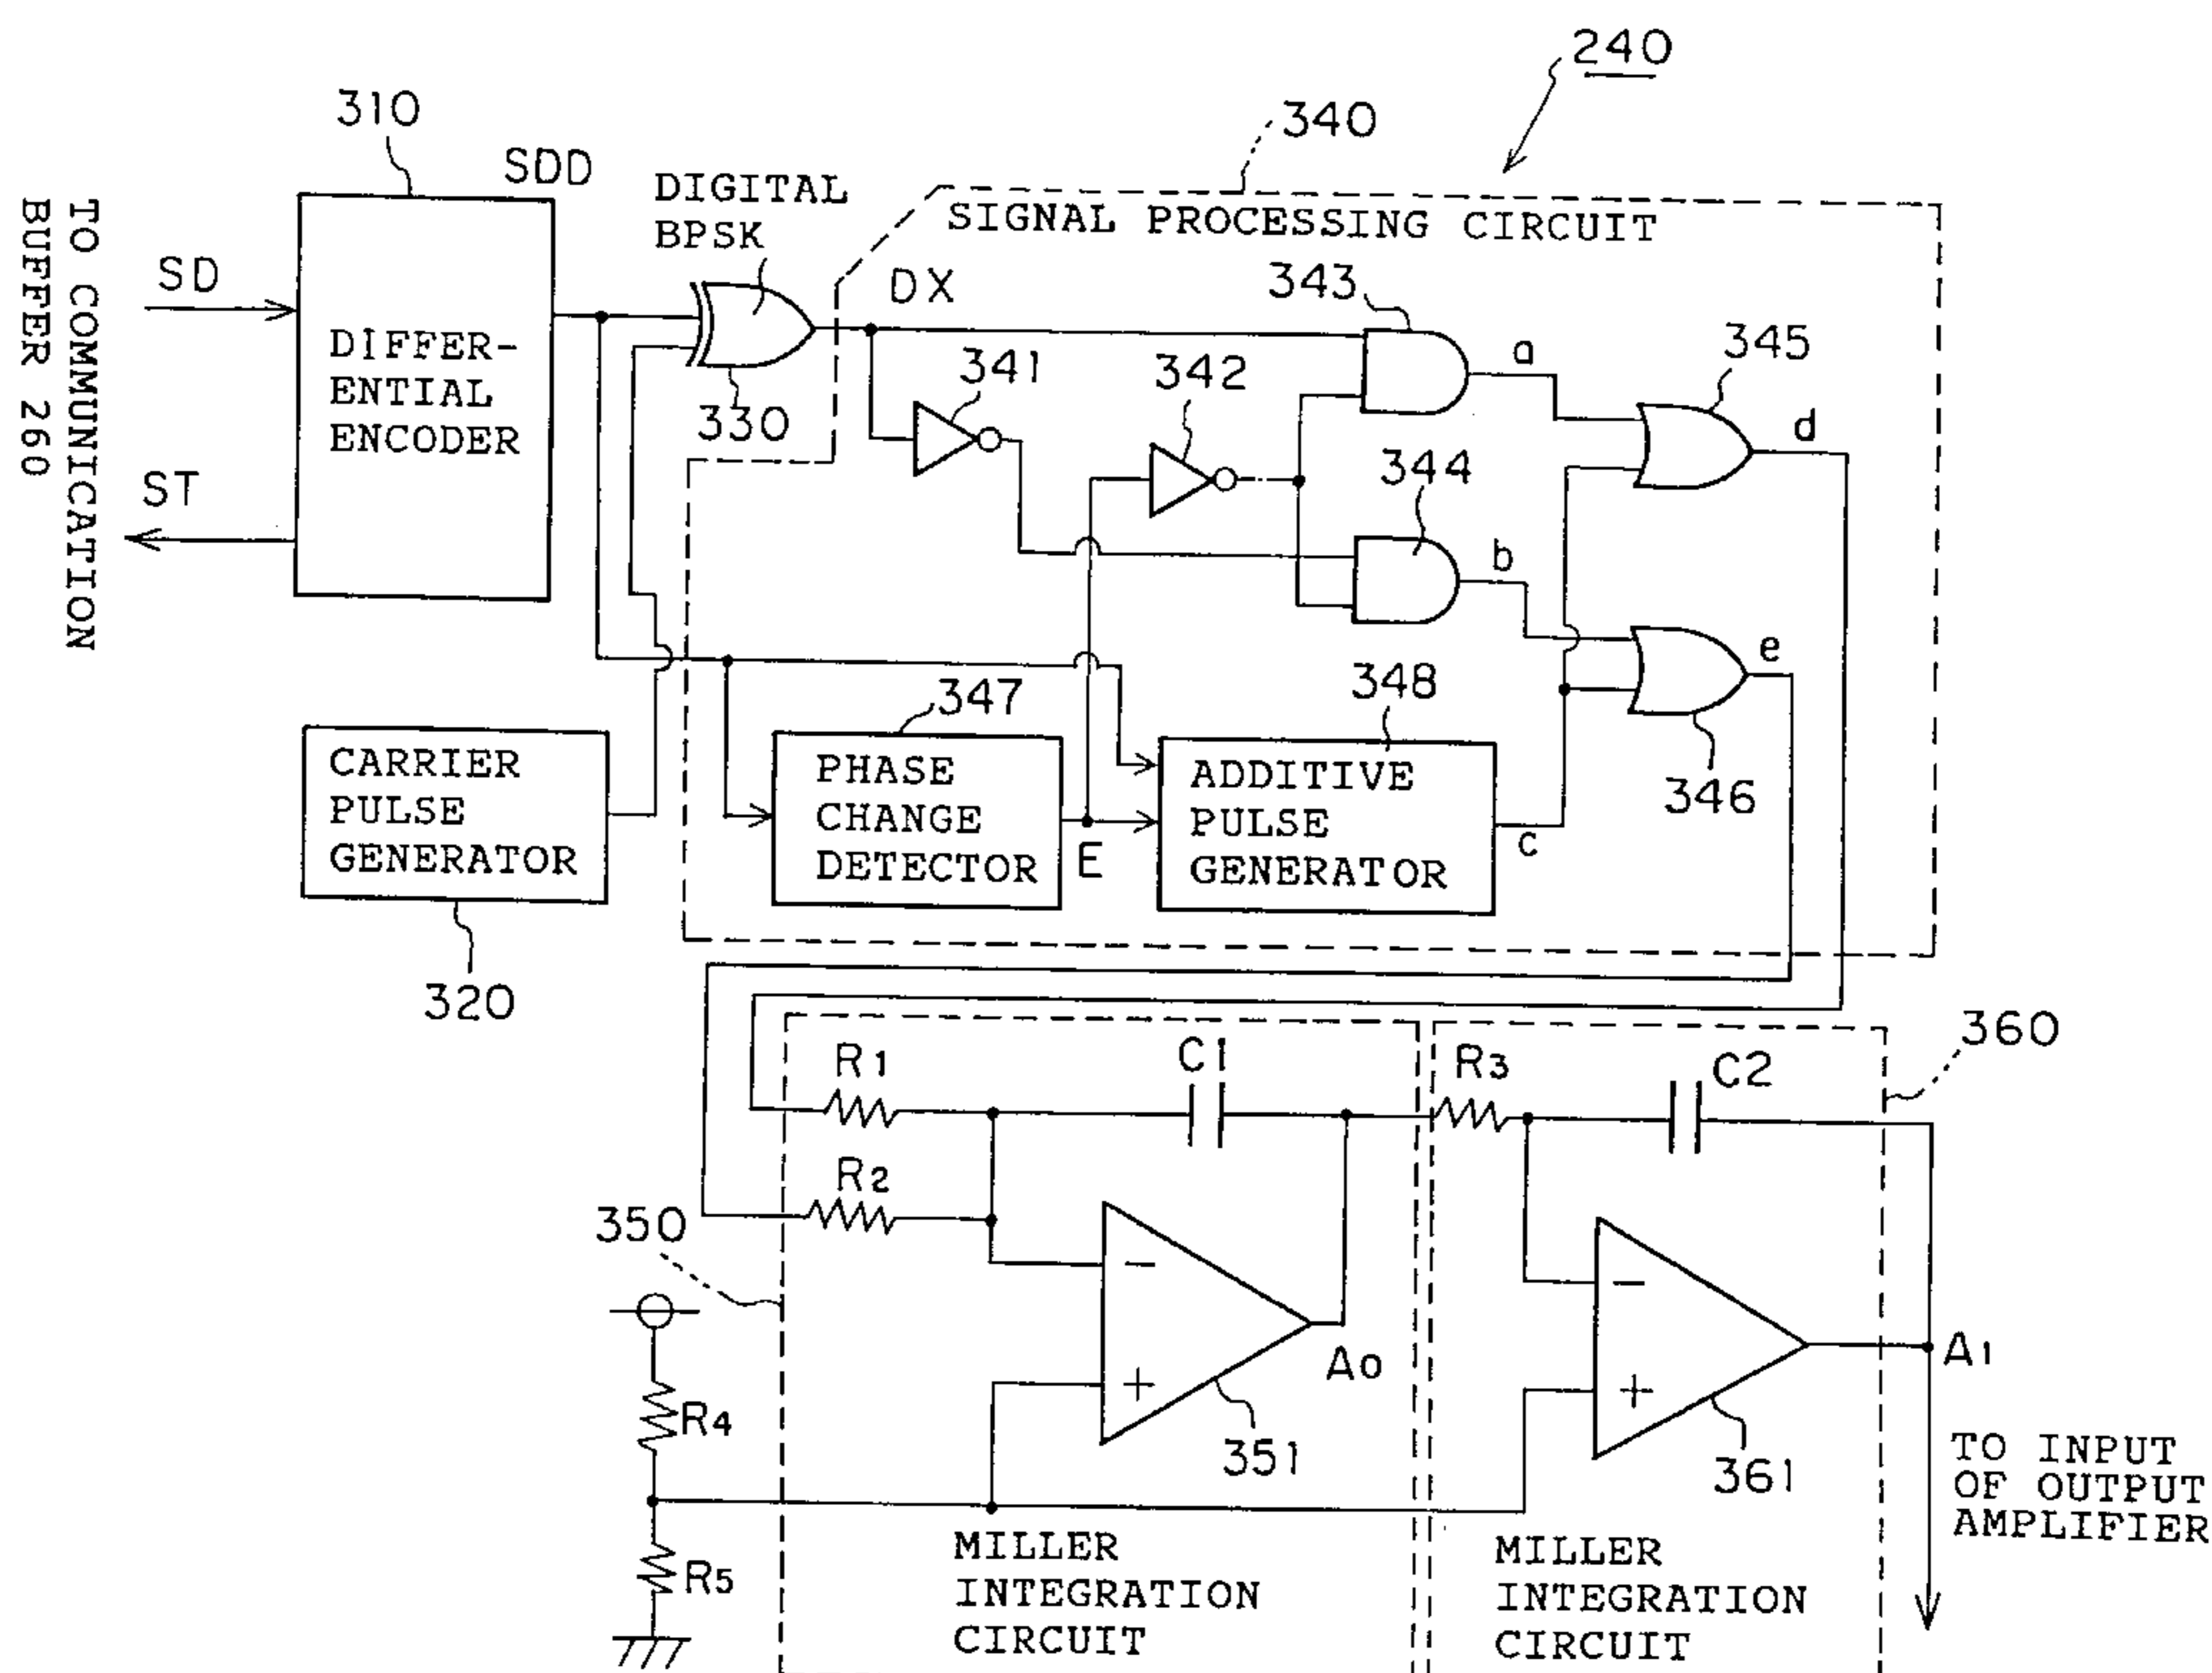 240
340
310
SDD
DIGITAL
BPSK
SIGNAL PROCESSING CIRCUIT
TO COMMUNICATION
BUFFER 260
SD
DX
343
a
345
DIFFER-
ENTIAL
ENCODER
341
342
330
d
344
ST
b
e
347
348
CARRIER
PULSE
GENERATOR
PHASE
CHANGE
DETECTOR
E
ADDITIVE
PULSE
GENERATOR
c
346
320
360
R1
C1
R3
C2
R2
350
−
−
A0
A1
R4
+
+
351
361
TO INPUT
OF OUTPUT
AMPLIFIER
R5
MILLER
INTEGRATION
CIRCUIT
MILLER
INTEGRATION
CIRCUIT